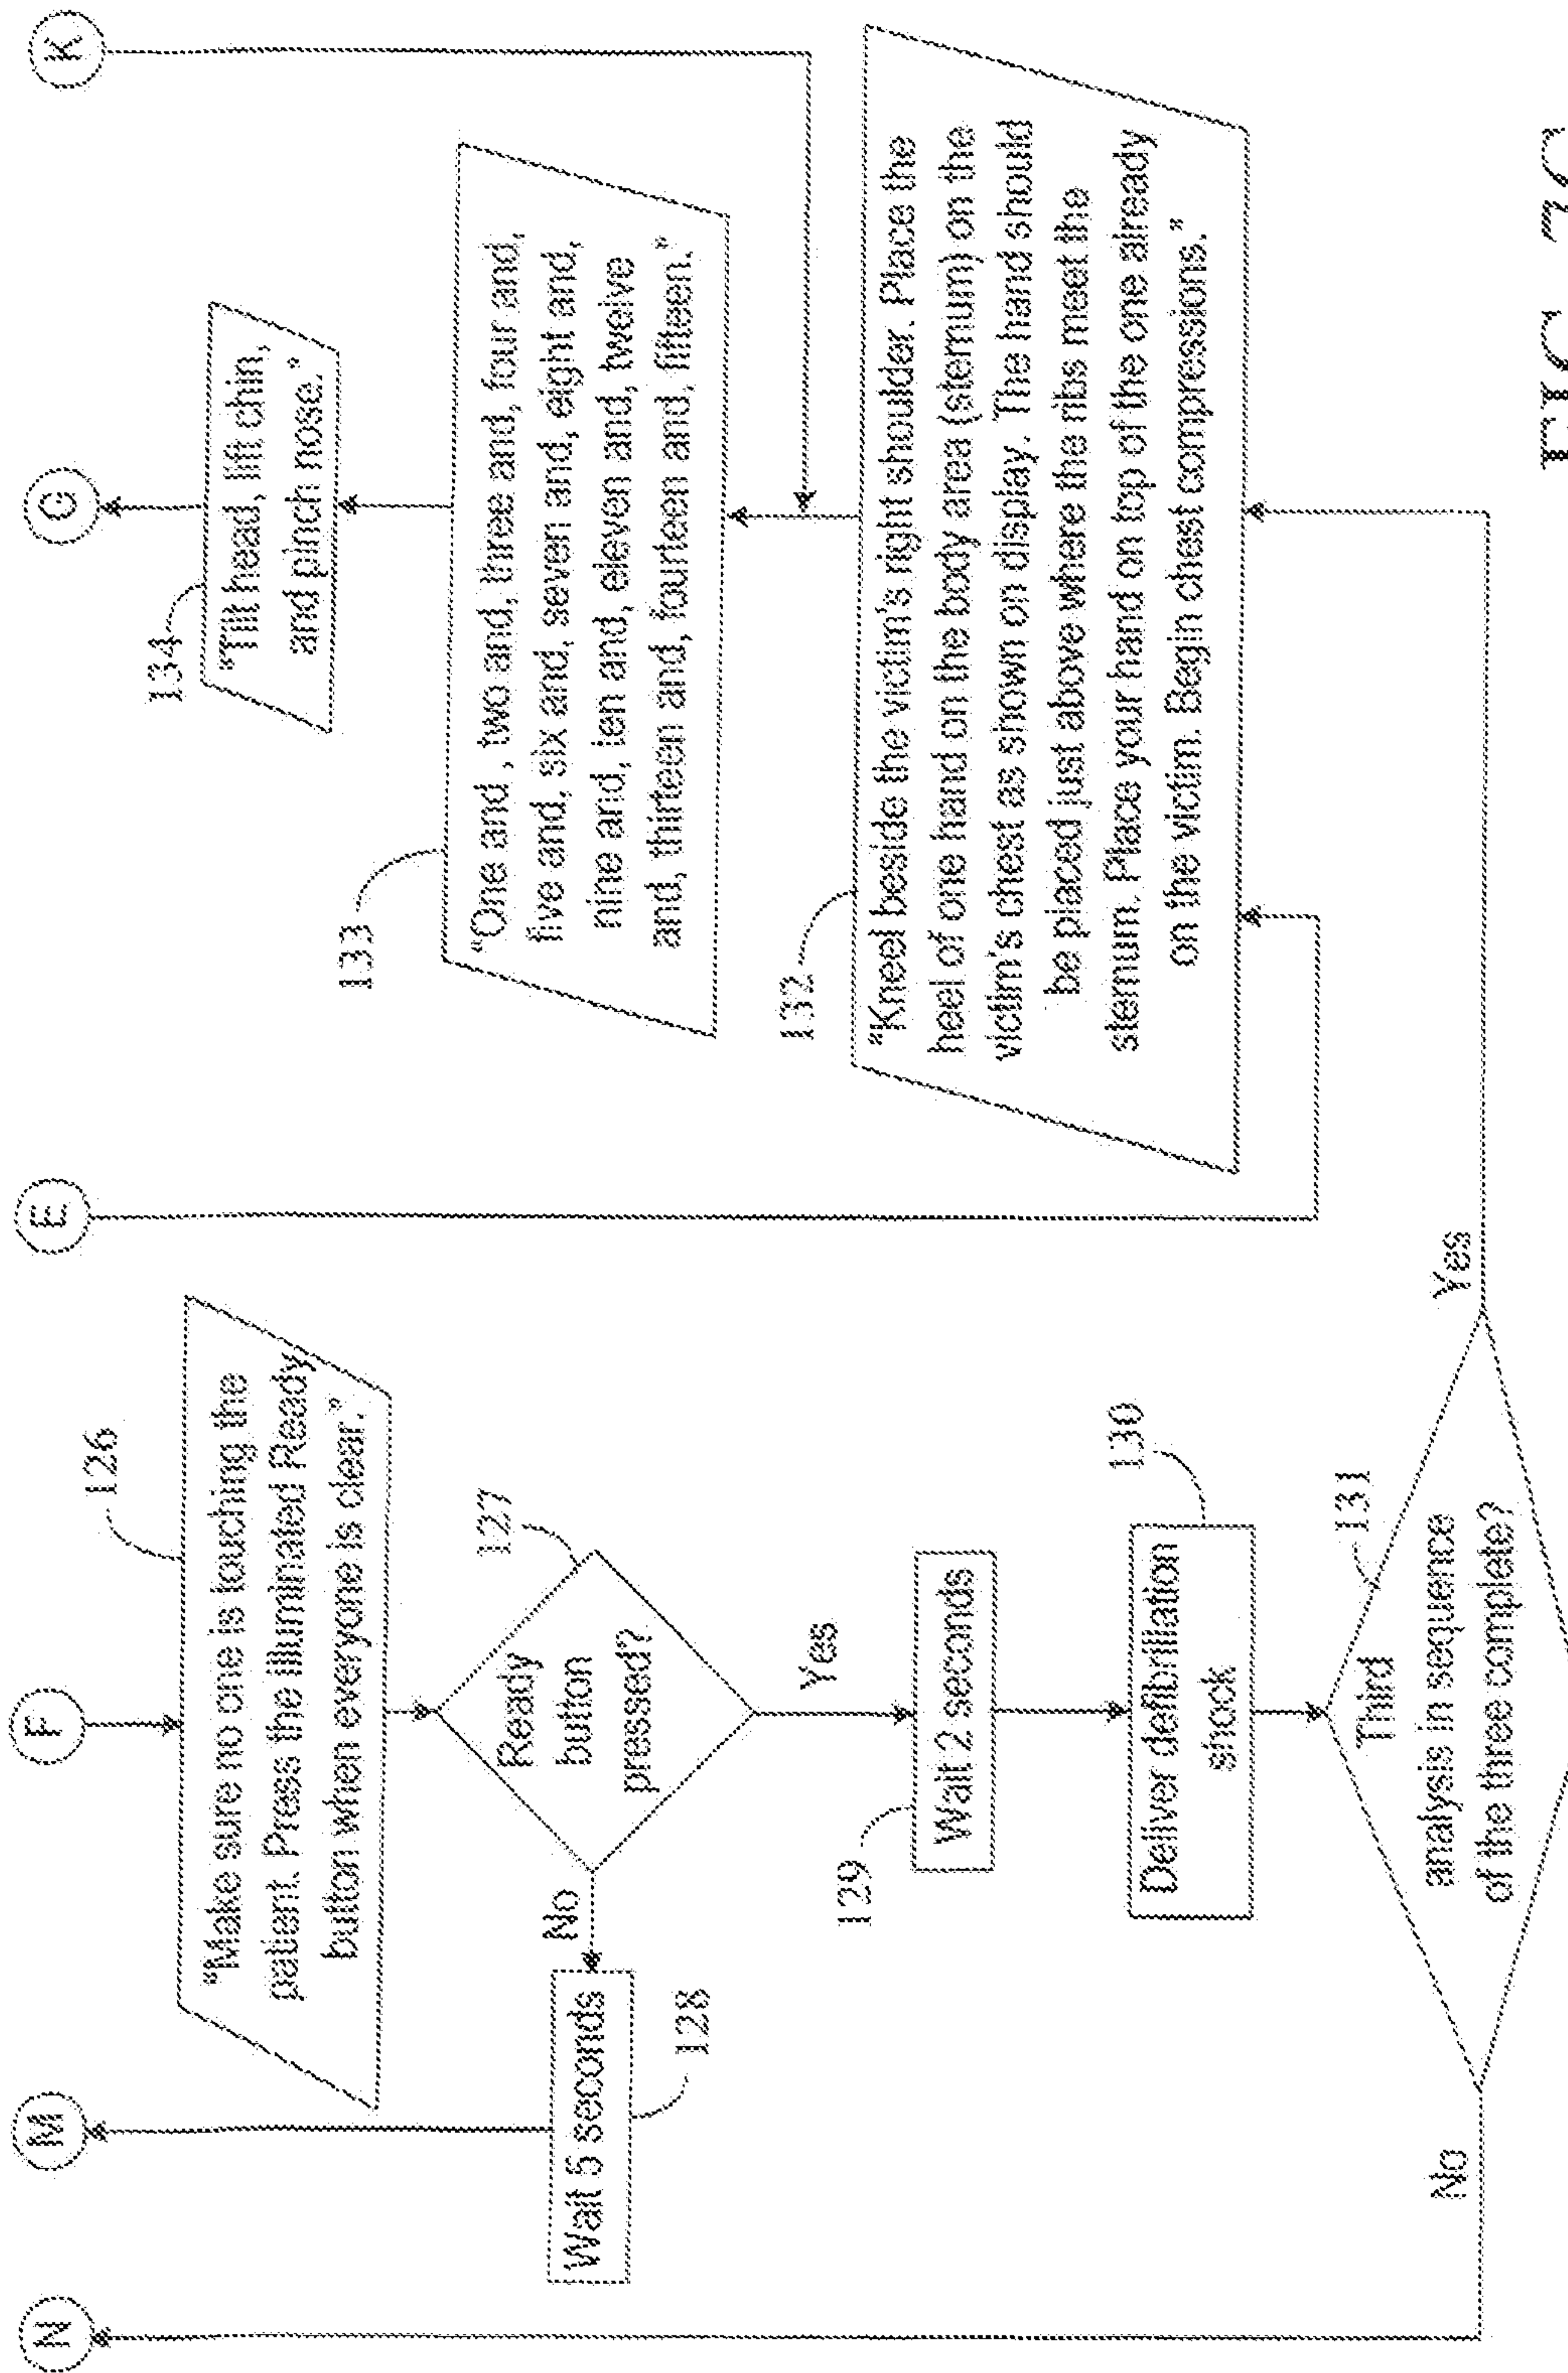 N
M
F
E
G
K
"Make sure no one is touching the
patient. Press the illuminated Ready
button when everyone is clear."
126
Ready
button
pressed?
127
No
Wait 5 seconds
128
Yes
Wait 2 seconds
129
Deliver defibrillation
shock
130
Third
analysis in sequence
of the three complete?
131
No
Yes
134
"Tilt head, lift chin,
and pinch nose."
133
"One and , two and, three and, four and,
five and, six and, seven and, eight and,
nine and, ten and, eleven and, twelve
and, thirteen and, fourteen and, fifteen."
132
"Kneel beside the victim's right shoulder. Place the
heel of one hand on the body area (sternum) on the
victim's chest as shown on display. The hand should
be placed just above where the ribs meet the
sternum. Place your hand on top of the one already
on the victim. Begin chest compressions."